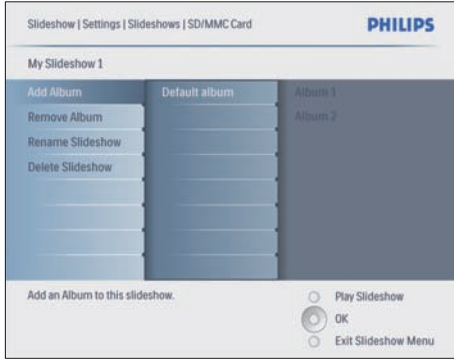 Slideshow | Settings | Slideshows | SD/MMC Card
PHILIPS
My Slideshow 1
Add Album
Default album
Album 1
Remove Album
Album 2
Rename Slideshow
Delete Slideshow
Add an Album to this slideshow.
Play Slideshow
OK
Exit Slideshow Menu